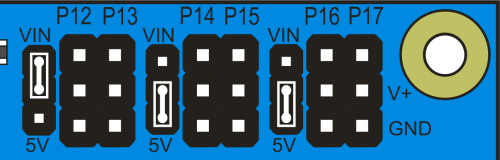 P12 P13 P14 P15 P16 P17
VIN VIN VIN
V+
GND
5V 5V 5V